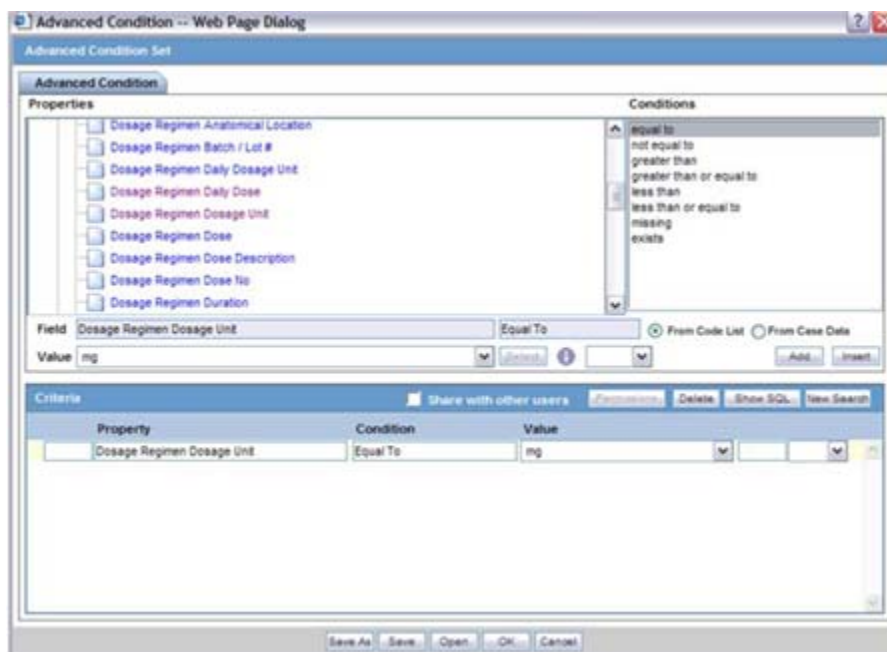 Advanced Condition -- Web Page Dialog
Advanced Condition Set
Advanced Condition
Properties
Conditions
Dosage Regimen Anatomical Location
Dosage Regimen Batch / Lot #
Dosage Regimen Daily Dosage Unit
Dosage Regimen Daily Dose
Dosage Regimen Dosage Unit
Dosage Regimen Dose
Dosage Regimen Dose Description
Dosage Regimen Dose No
Dosage Regimen Duration
equal to
not equal to
greater than
greater than or equal to
less than
less than or equal to
missing
exists
Field Dosage Regimen Dosage Unit Equal To From Code List From Case Data
Value mg Select Add Insert
Criteria Share with other users Permissions Delete Show SQL New Search
Property Condition Value
Dosage Regimen Dosage Unit Equal To mg
Save As Save Open OK Cancel